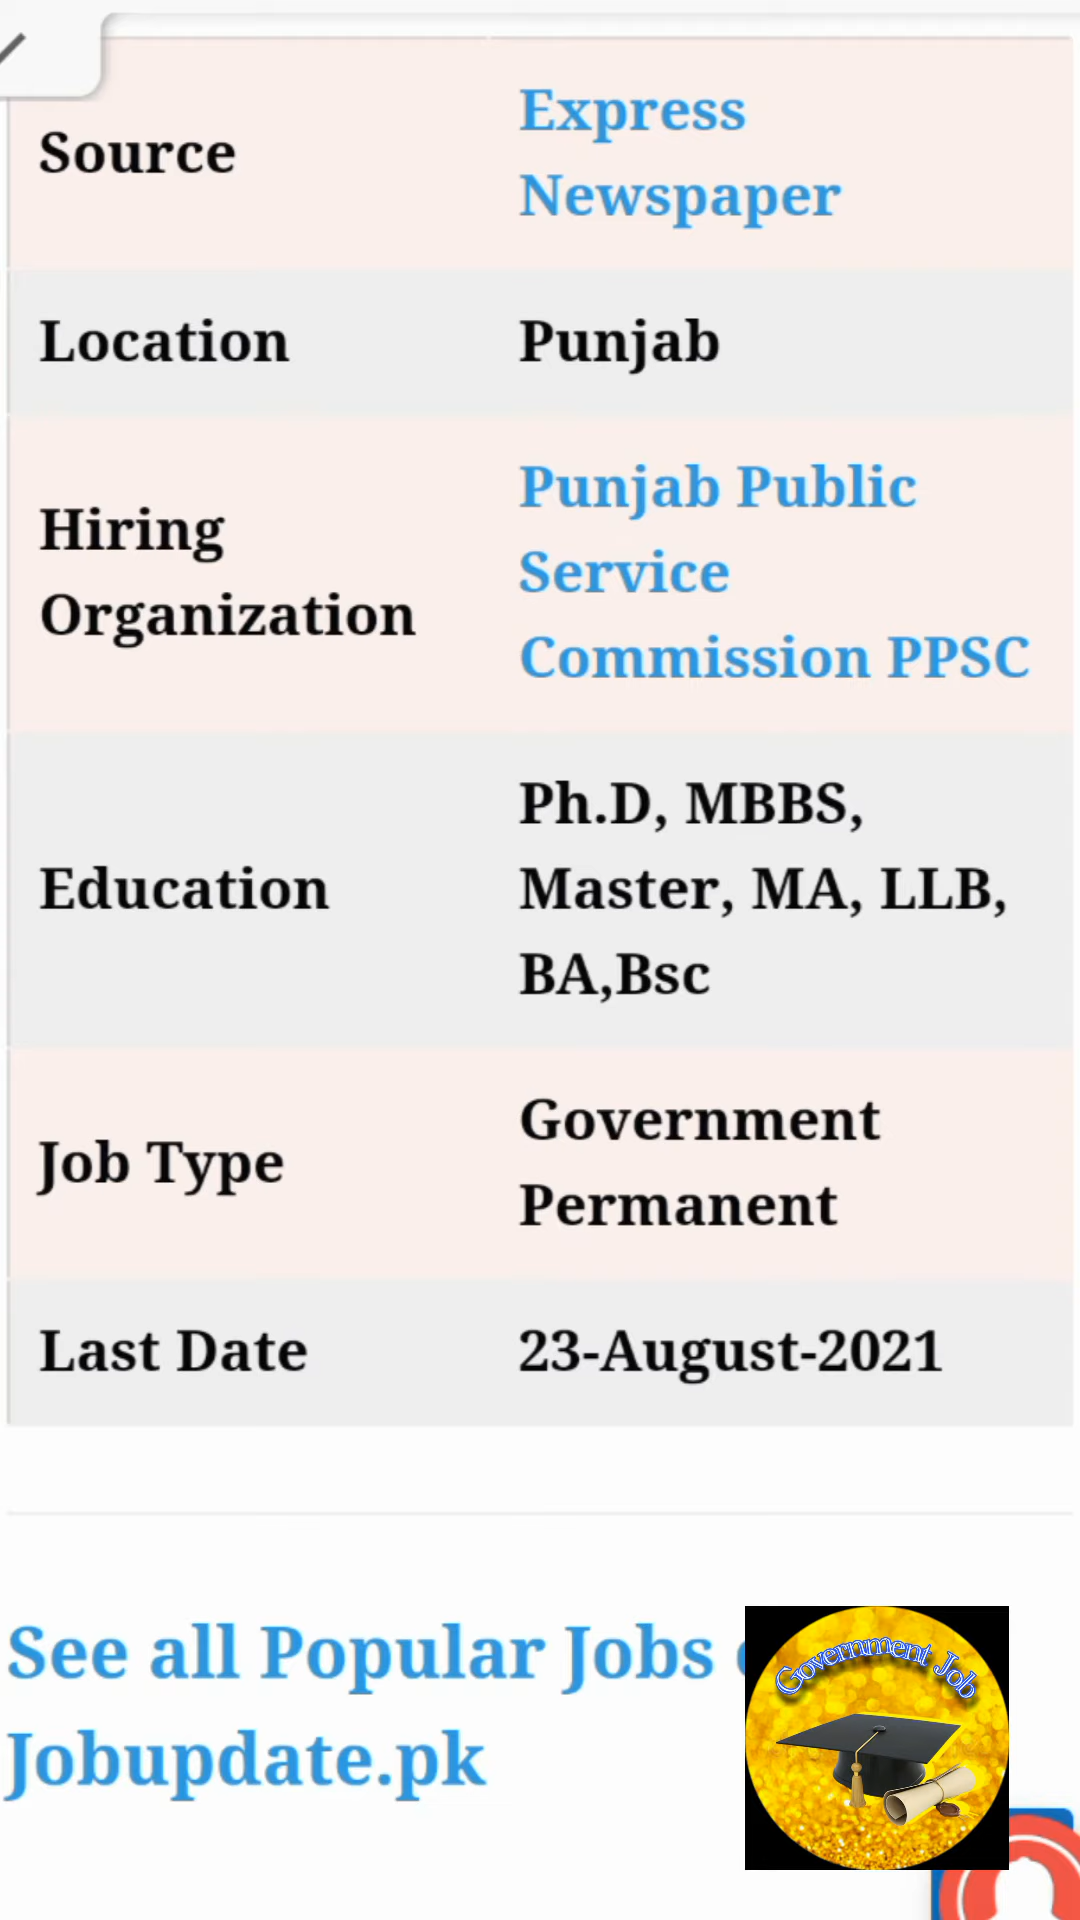 Source
Express
Newspaper
Location
Punjab
Hiring
Organization
Punjab Public
Service
Commission PPSC
Education
Ph.D, MBBS,
Master, MA, LLB,
BA,Bsc
Job Type
Government
Permanent
Last Date
23-August-2021
See all Popular Jobs
Jobupdate.pk
Government Job